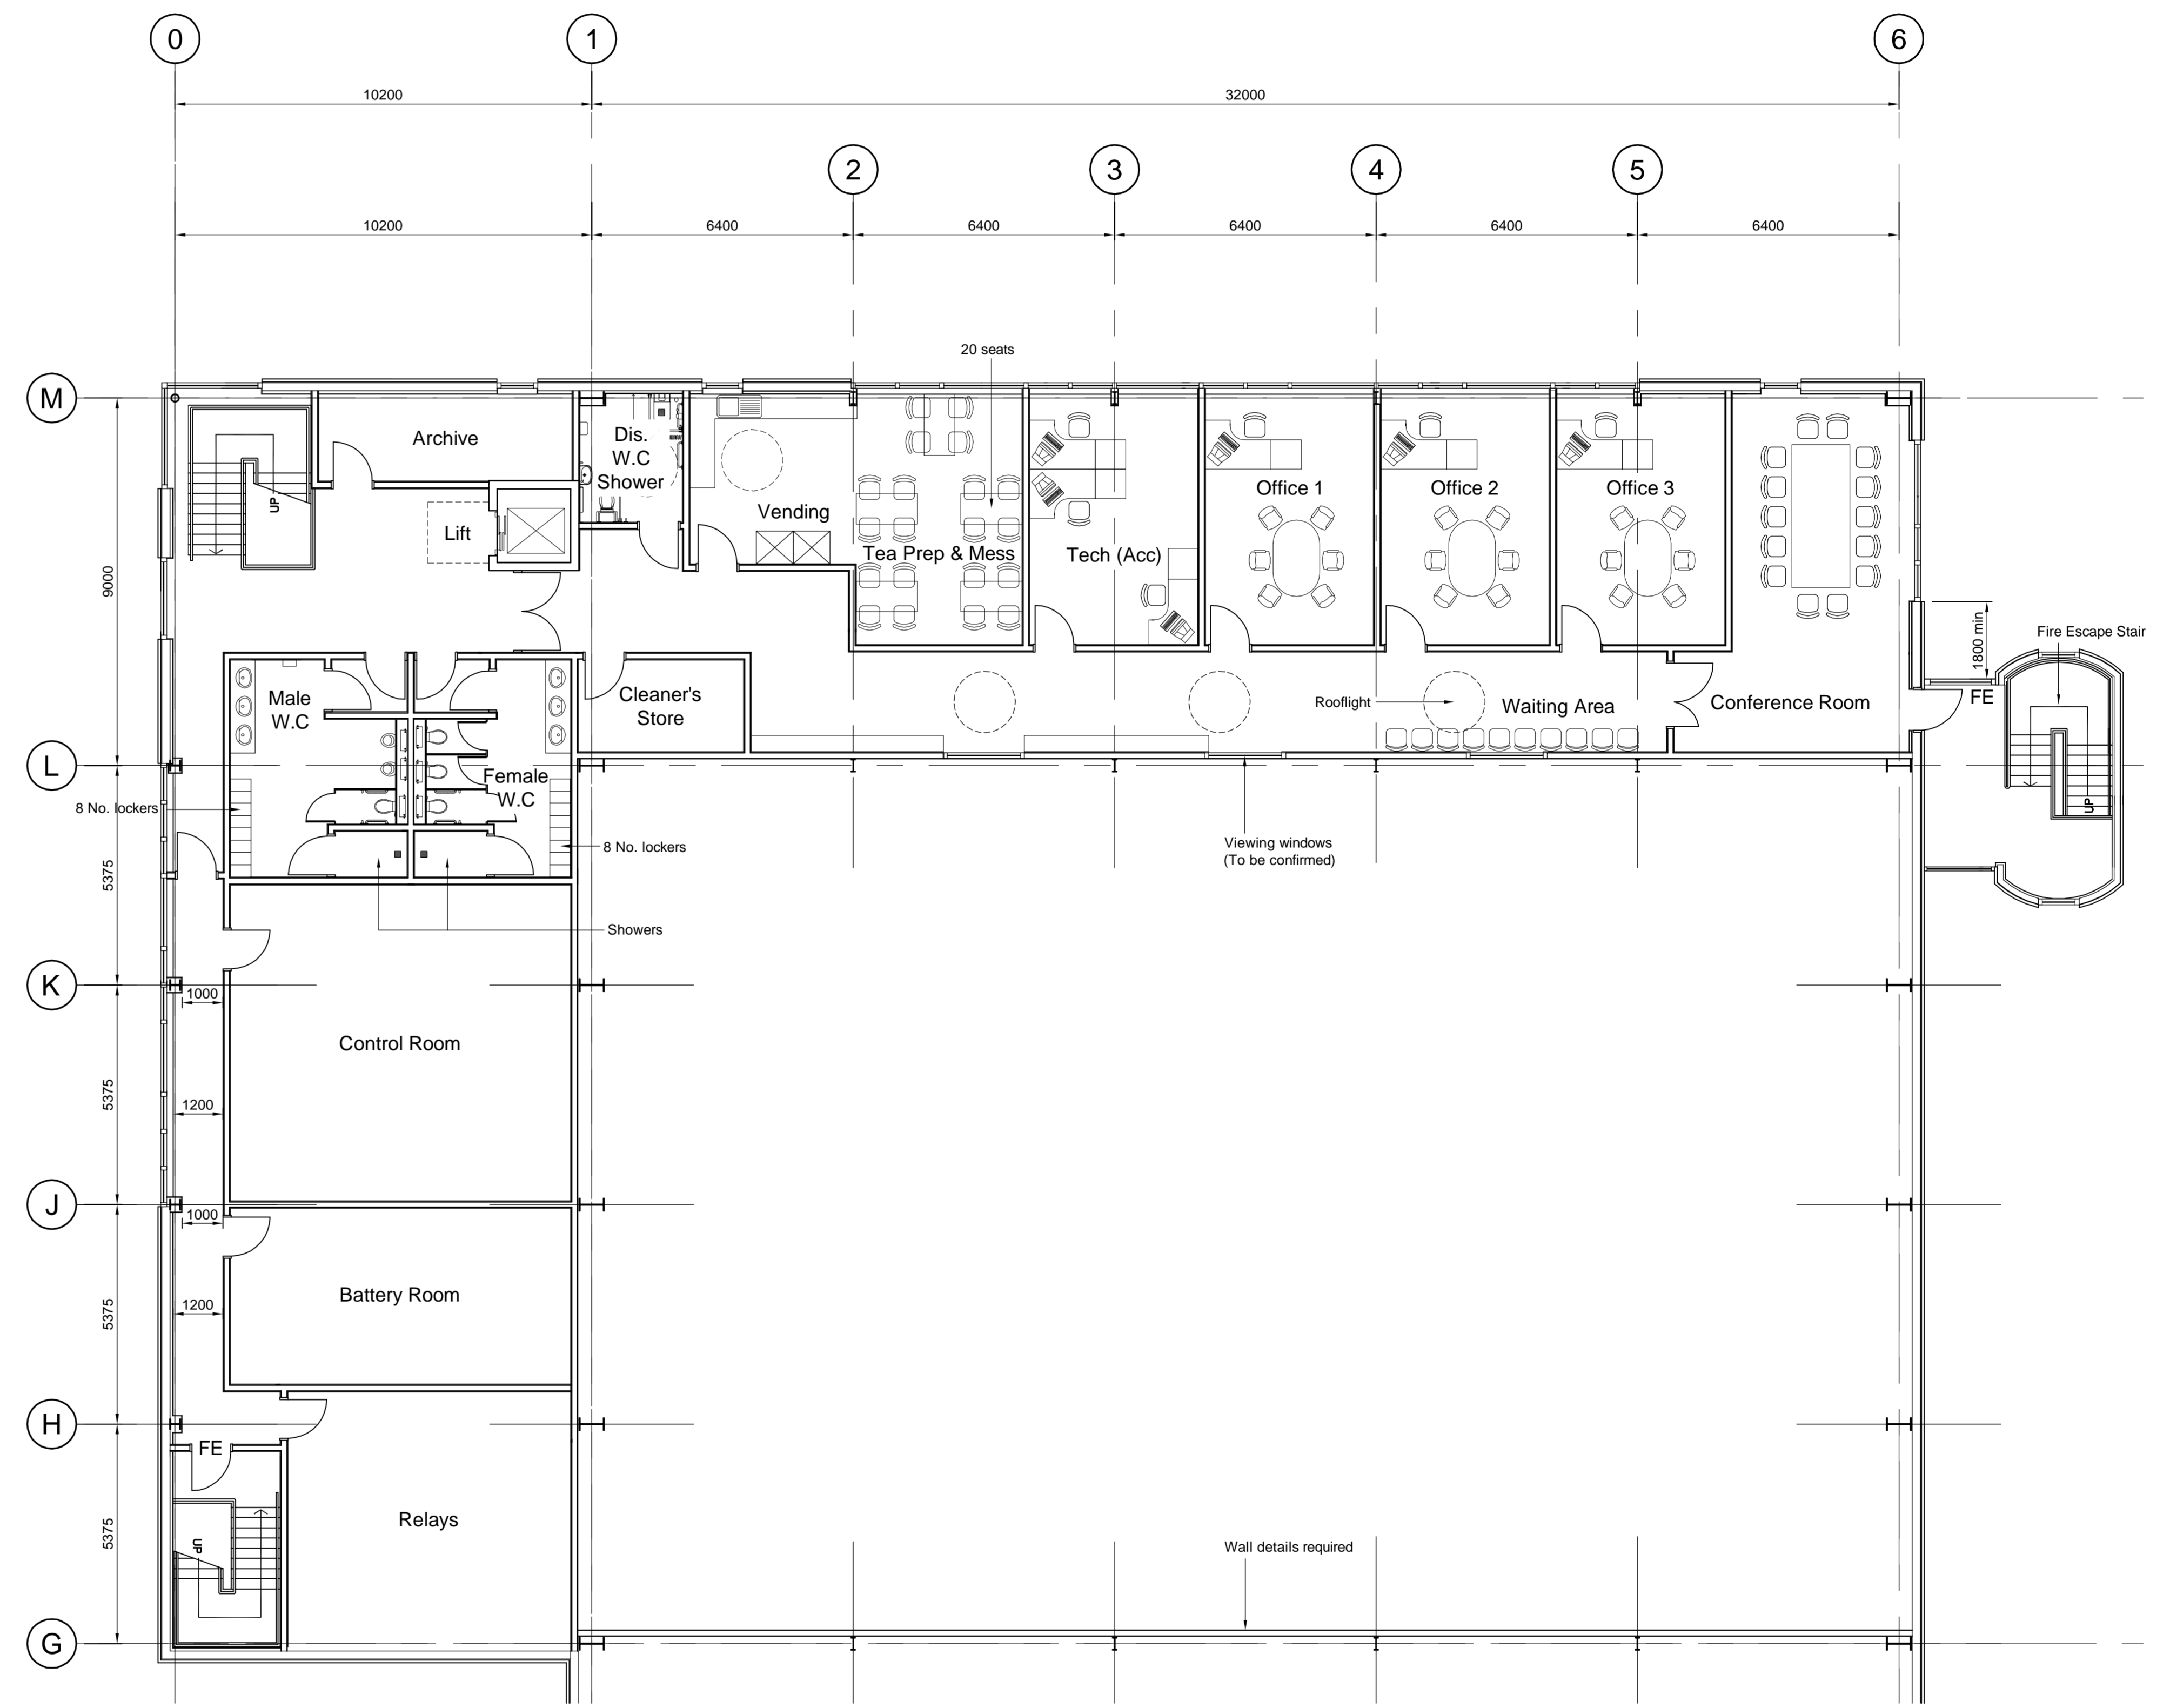 0
1
6
10200
32000
2
3
4
5
10200
6400
6400
6400
6400
6400
20 seats
M
Archive
Dis.
W.C
Shower
UP
Lift
Vending
Tea Prep & Mess
Tech (Acc)
Office 1
Office 2
Office 3
9000
1800 min
Fire Escape Stair
Male
W.C
Cleaner's
Store
Rooflight
Waiting Area
Conference Room
FE
L
Female
W.C
8 No. lockers
UP
8 No. lockers
Viewing windows
(To be confirmed)
5375
Showers
K
1000
Control Room
5375
1200
J
1000
Battery Room
5375
1200
H
FE
Relays
5375
UP
Wall details required
G